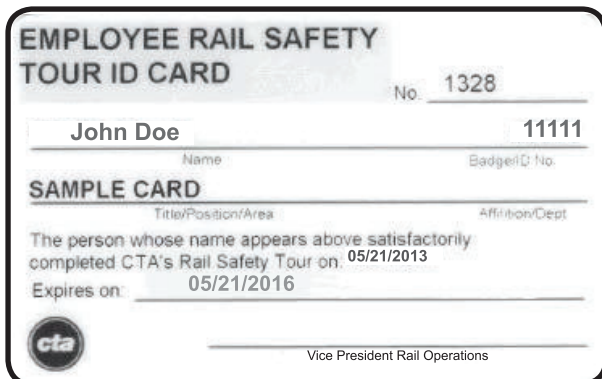 EMPLOYEE RAIL SAFETY
TOUR ID CARD
No. 1328
John Doe 11111
Name Badge/ID No.
SAMPLE CARD
Title/Position/Area /Dept
The person whose name appears above satisfactorily
completed CTA's Rail Safety Tour on: 05/21/2013
Expires on: 05/21/2016
cta
Vice President Rail Operations